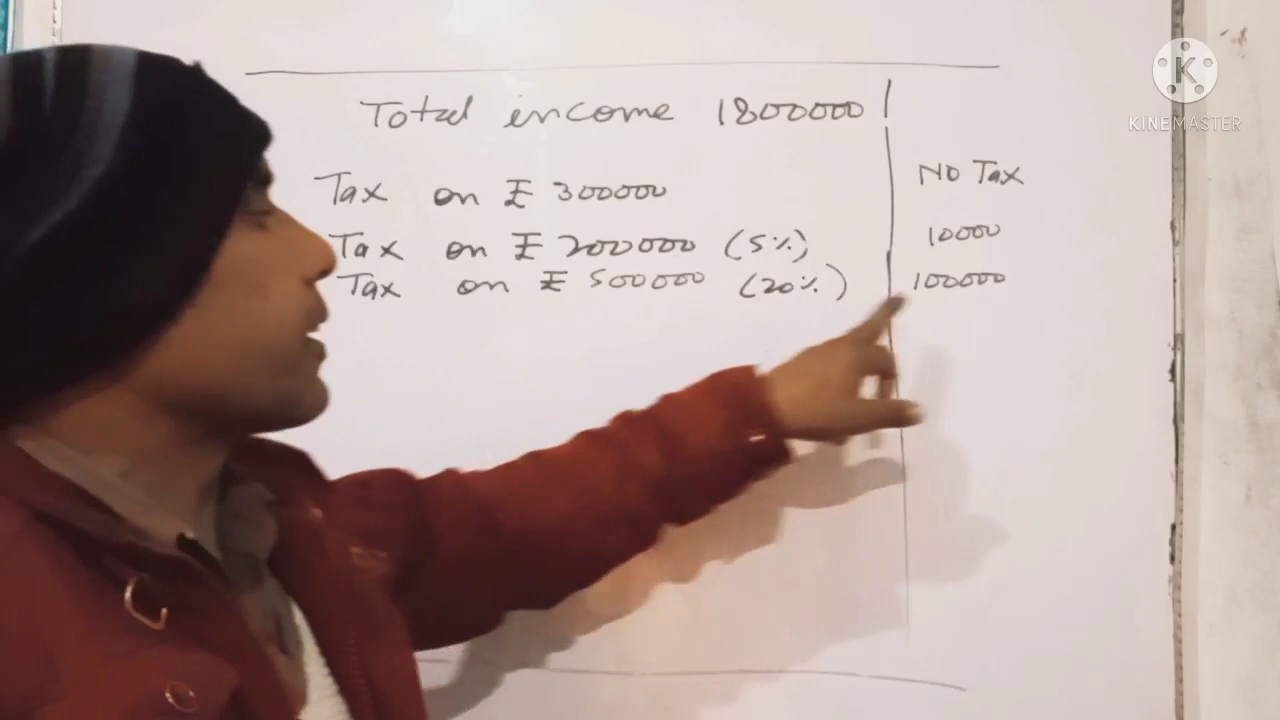 Total income 1800000
Tax on ₹ 300000 No Tax
Tax on ₹ 200000 (5%) 10000
Tax on ₹ 500000 (20%) 100000
K
KINEMASTER